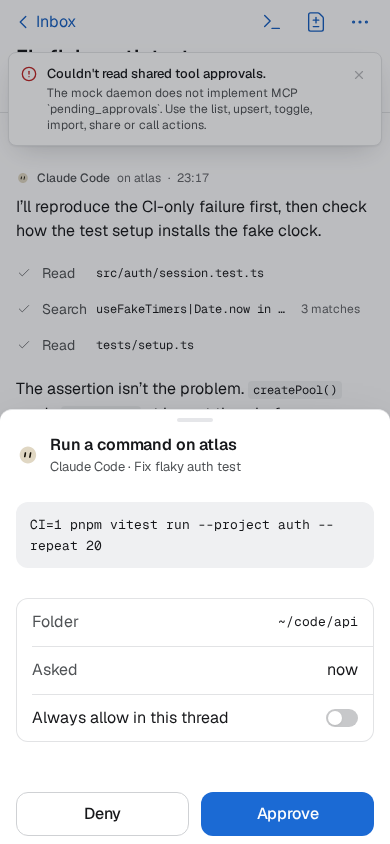 Inbox
Couldn't read shared tool approvals.
The mock daemon does not implement MCP
`pending_approvals`. Use the list, upsert, toggle,
import, share or call actions.
Claude Code on atlas · 23:17
I'll reproduce the CI-only failure first, then check
how the test setup installs the fake clock.
Read src/auth/session.test.ts
Search useFakeTimers|Date.now in … 3 matches
Read tests/setup.ts
The assertion isn't the problem. createPool()
Run a command on atlas
Claude Code · Fix flaky auth test
CI=1 pnpm vitest run --project auth --
repeat 20
Folder ~/code/api
Asked now
Always allow in this thread
Deny Approve